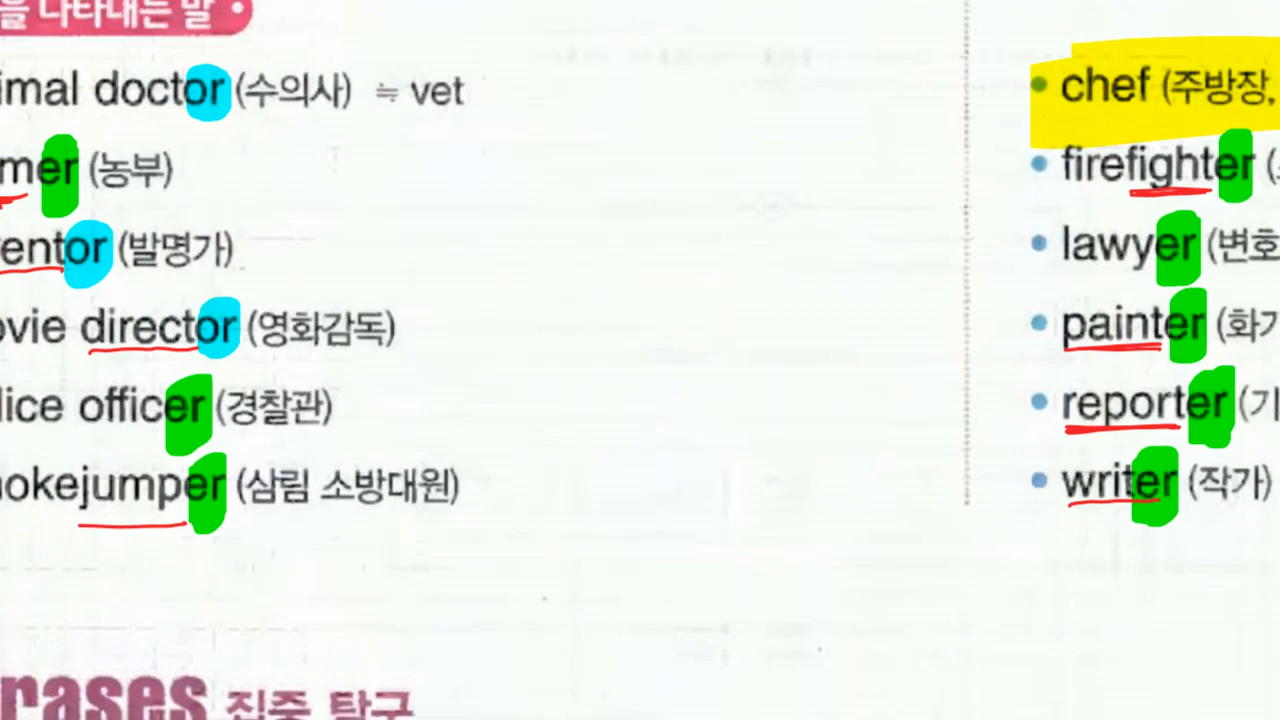 을 나타내는 말
imal doctor (수의사) ≒ vet
mer (농부)
ventor (발명가)
ovie director (영화감독)
lice officer (경찰관)
okejumper (삼림 소방대원)
chef (주방장,
firefighter (
lawyer (변호
painter (화가
reporter (기
writer (작가)
rases 집중 탐구